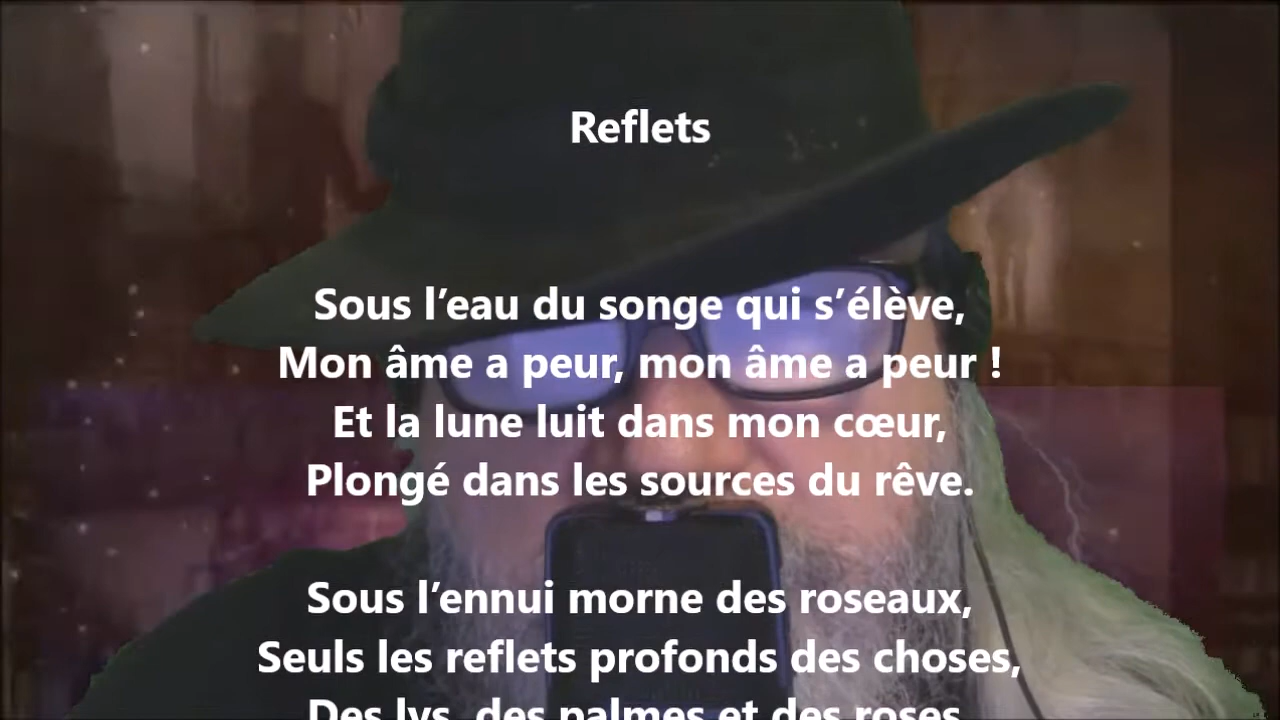 Reflets
Sous l’eau du songe qui s’élève,
Mon âme a peur, mon âme a peur !
Et la lune luit dans mon cœur,
Plongé dans les sources du rêve.
Sous l’ennui morne des roseaux,
Seuls les reflets profonds des choses,
Des lys, des palmes et des roses